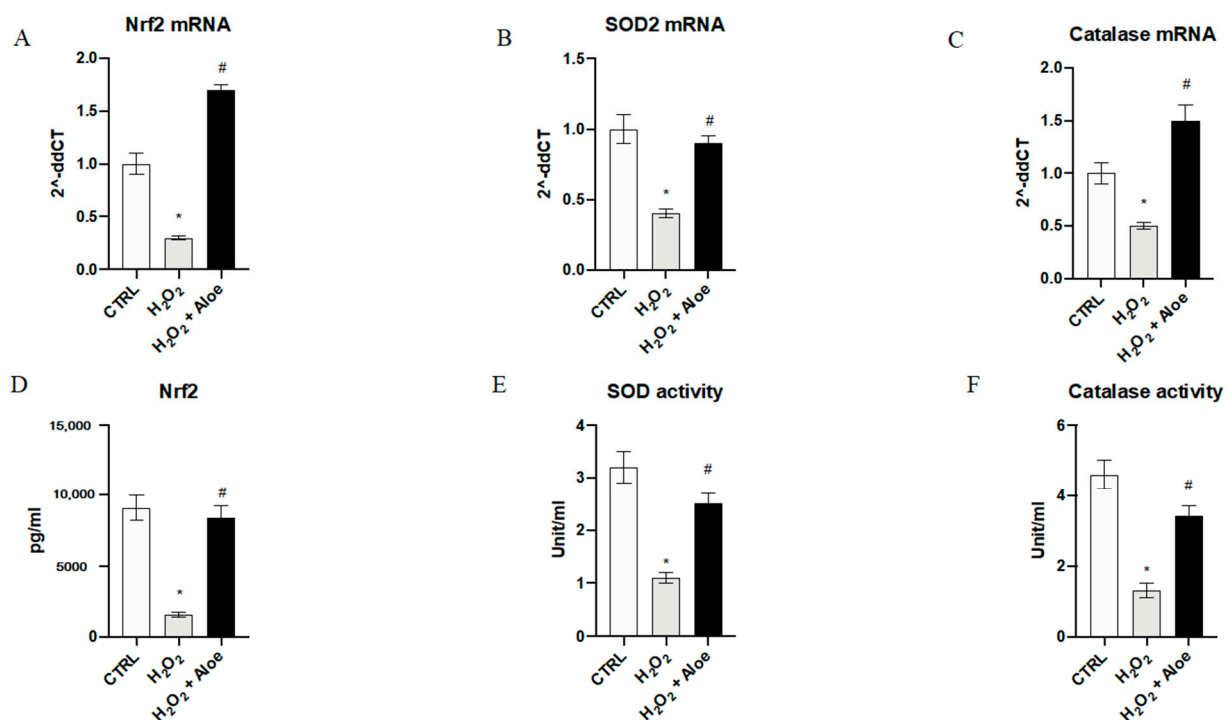 A
Nrf2 mRNA
2^-ddCT
2.0
1.5
1.0
0.5
0.0
#
*
CTRL
H₂O₂
H₂O₂ + Aloe
B
SOD2 mRNA
2^-ddCT
1.5
1.0
0.5
0.0
#
*
CTRL
H₂O₂
H₂O₂ + Aloe
C
Catalase mRNA
2^-ddCT
2.0
1.5
1.0
0.5
0.0
#
*
CTRL
H₂O₂
H₂O₂ + Aloe
D
Nrf2
pg/ml
15,000
10,000
5000
0
#
*
CTRL
H₂O₂
H₂O₂ + Aloe
E
SOD activity
Unit/ml
4
3
2
1
0
#
*
CTRL
H₂O₂
H₂O₂ + Aloe
F
Catalase activity
Unit/ml
6
4
2
0
#
*
CTRL
H₂O₂
H₂O₂ + Aloe